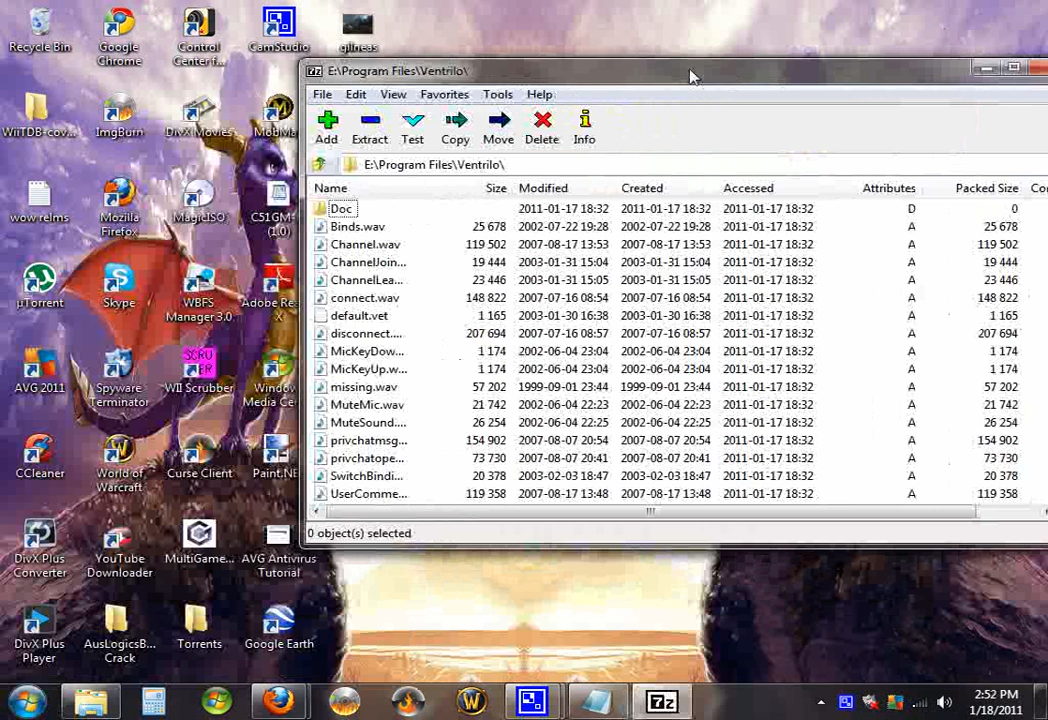 Recycle Bin
Google
Chrome
Control
Center f...
CamStudio
gilneas
WiiTDB-cov...
ImgBurn
DivX Movies
wow relms
Mozilla
Firefox
MagicISO
C51GM-
(1.0)
µTorrent
Skype
WBFS
Manager 3.0
Adobe Re
X
AVG 2011
Spyware
Terminator
WII Scrubber
Window
Media Ce
CCleaner
World of
Warcraft
Curse Client
Paint.NE
DivX Plus
Converter
YouTube
Downloader
MultiGame...
AVG Antivirus
Tutorial
DivX Plus
Player
AusLogicsB...
Crack
Torrents
Google Earth
7z E:\Program Files\Ventrilo\
File Edit View Favorites Tools Help
Add Extract Test Copy Move Delete Info
E:\Program Files\Ventrilo\
Name Size Modified Created Accessed Attributes Packed Size Co
Doc 2011-01-17 18:32 2011-01-17 18:32 2011-01-17 18:32 D 0
Binds.wav 25 678 2002-07-22 19:28 2002-07-22 19:28 2011-01-17 18:32 A 25 678
Channel.wav 119 502 2007-08-17 13:53 2007-08-17 13:53 2011-01-17 18:32 A 119 502
ChannelJoin... 19 444 2003-01-31 15:04 2003-01-31 15:04 2011-01-17 18:32 A 19 444
ChannelLea... 23 446 2003-01-31 15:05 2003-01-31 15:05 2011-01-17 18:32 A 23 446
connect.wav 148 822 2007-07-16 08:54 2007-07-16 08:54 2011-01-17 18:32 A 148 822
default.vet 1 165 2003-01-30 16:38 2003-01-30 16:38 2011-01-17 18:32 A 1 165
disconnect.... 207 694 2007-07-16 08:57 2007-07-16 08:57 2011-01-17 18:32 A 207 694
MicKeyDow... 1 174 2002-06-04 23:04 2002-06-04 23:04 2011-01-17 18:32 A 1 174
MicKeyUp.w... 1 174 2002-06-04 23:04 2002-06-04 23:04 2011-01-17 18:32 A 1 174
missing.wav 57 202 1999-09-01 23:44 1999-09-01 23:44 2011-01-17 18:32 A 57 202
MuteMic.wav 21 742 2002-06-04 22:23 2002-06-04 22:23 2011-01-17 18:32 A 21 742
MuteSound.... 26 254 2002-06-04 22:25 2002-06-04 22:25 2011-01-17 18:32 A 26 254
privchatmsg... 154 902 2007-08-07 20:54 2007-08-07 20:54 2011-01-17 18:32 A 154 902
privchatope... 73 730 2007-08-07 20:41 2007-08-07 20:41 2011-01-17 18:32 A 73 730
SwitchBindi... 20 378 2003-02-03 18:47 2003-02-03 18:47 2011-01-17 18:32 A 20 378
UserComme... 119 358 2007-08-17 13:48 2007-08-17 13:48 2011-01-17 18:32 A 119 358
0 object(s) selected
7z
2:52 PM
1/18/2011